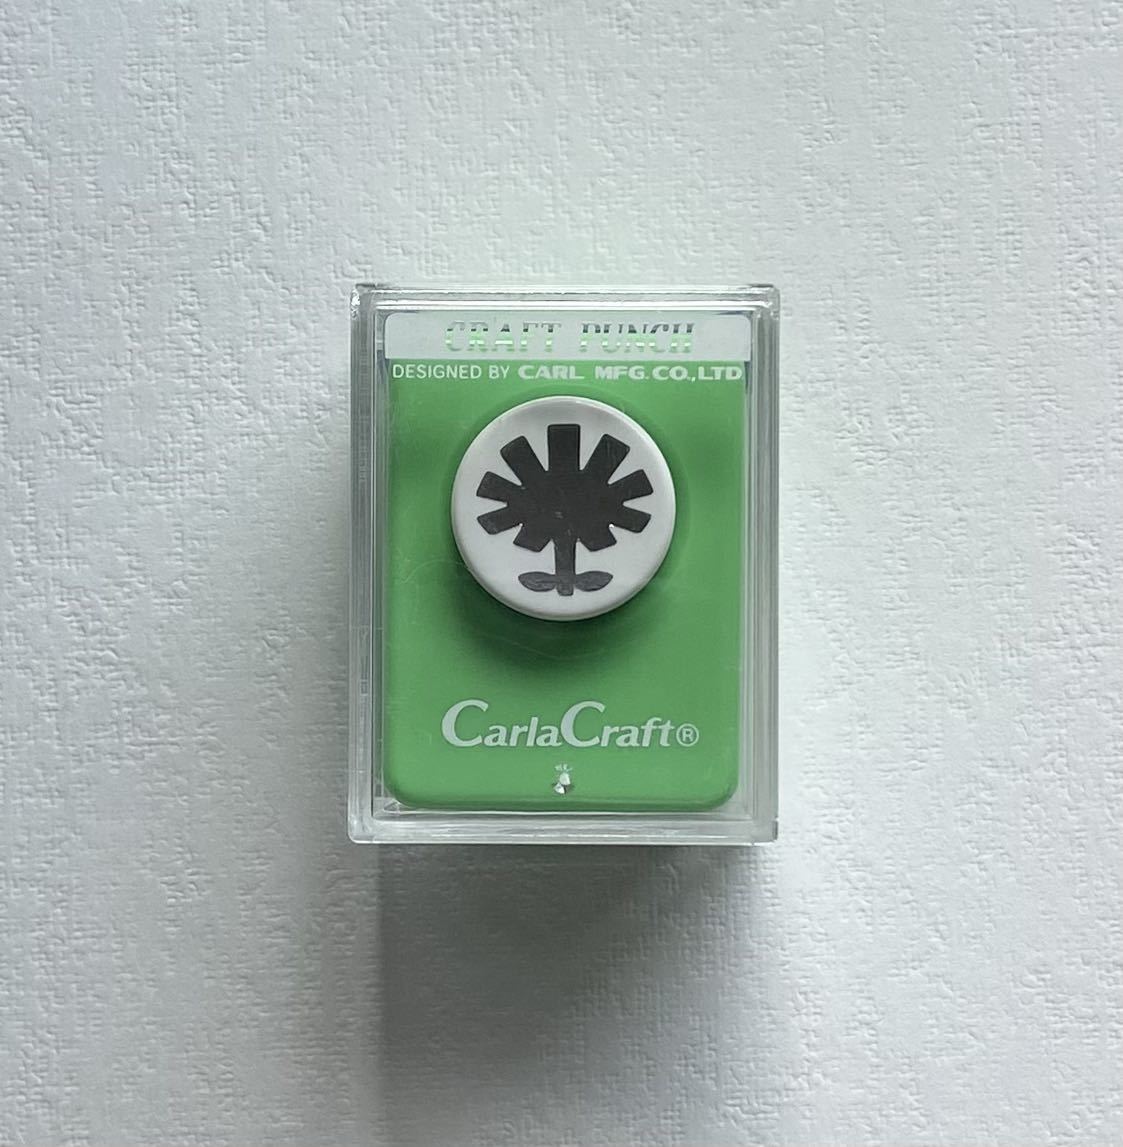 CRAFT PUNCH
DESIGNED BY CARL MFG.CO.,LTD
CarlaCraft®